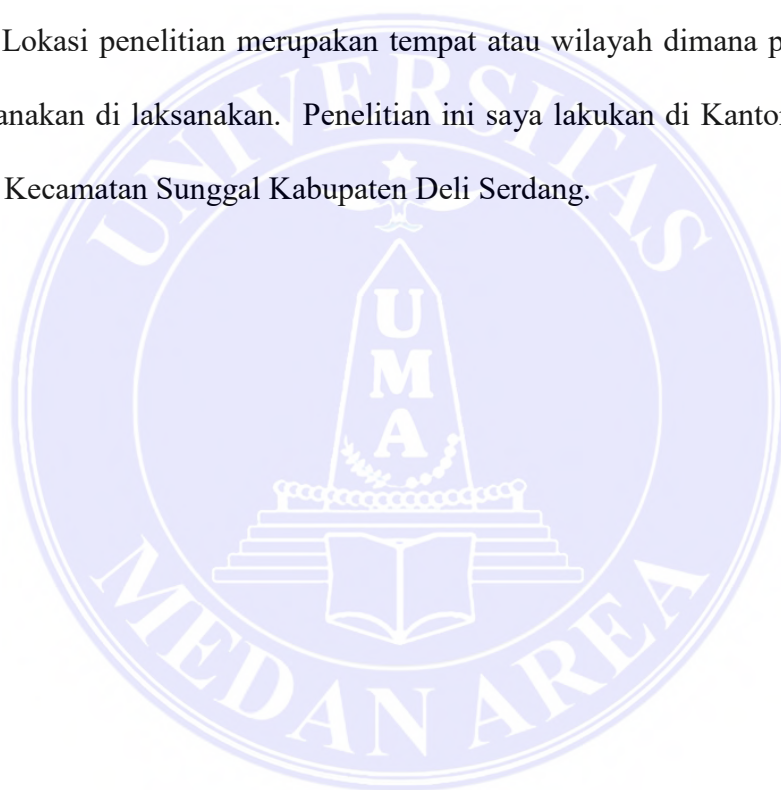 Lokasi penelitian merupakan tempat atau wilayah dimana
anakan di laksanakan. Penelitian ini saya lakukan di Kantor
Kecamatan Sunggal Kabupaten Deli Serdang.
UNIVERSITAS
UMA
MEDAN AREA